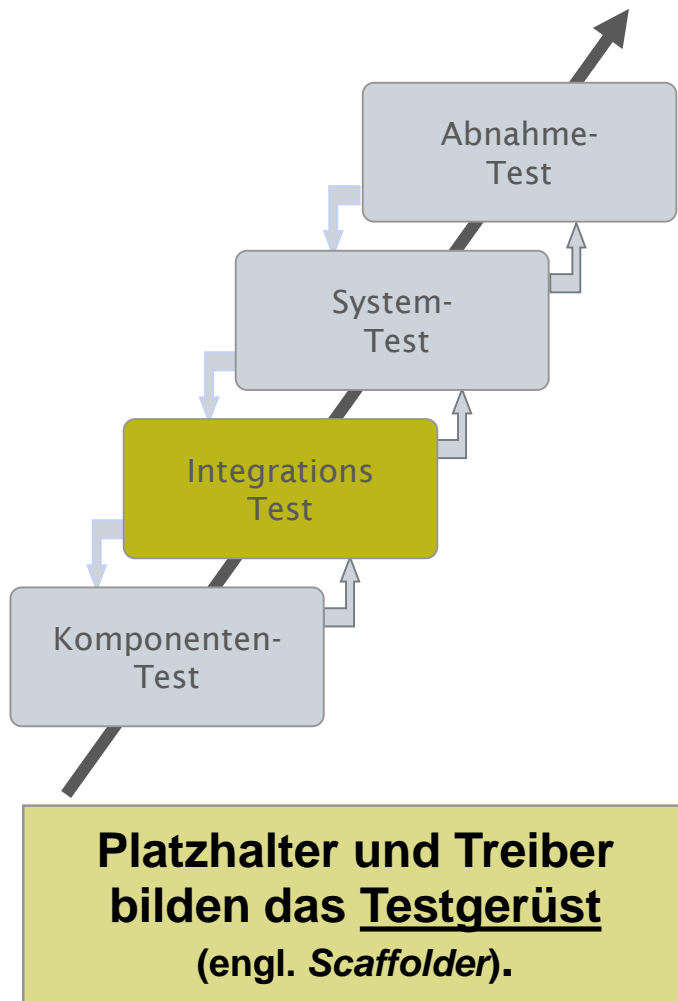 Abnahme-
Test
System-
Test
Integrations
Test
Komponenten-
Test
Platzhalter und Treiber
bilden das Testgerüst
(engl. Scaffolder).